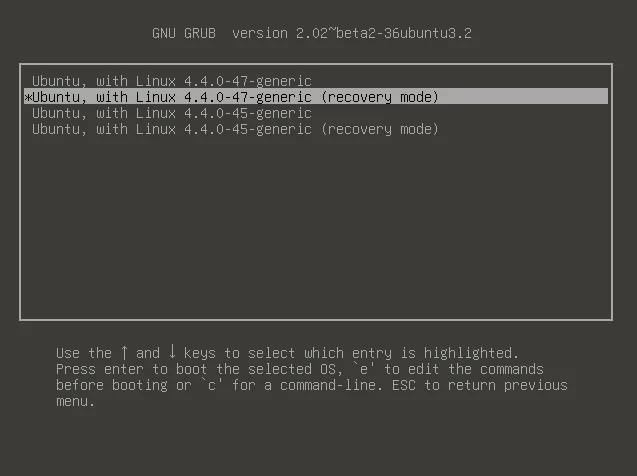 GNU GRUB  version 2.02~beta2-36ubuntu3.2
Ubuntu, with Linux 4.4.0-47-generic
*Ubuntu, with Linux 4.4.0-47-generic (recovery mode)
Ubuntu, with Linux 4.4.0-45-generic
Ubuntu, with Linux 4.4.0-45-generic (recovery mode)
Use the ↑ and ↓ keys to select which entry is highlighted.
Press enter to boot the selected OS, `e' to edit the commands
before booting or `c' for a command-line. ESC to return previous
menu.